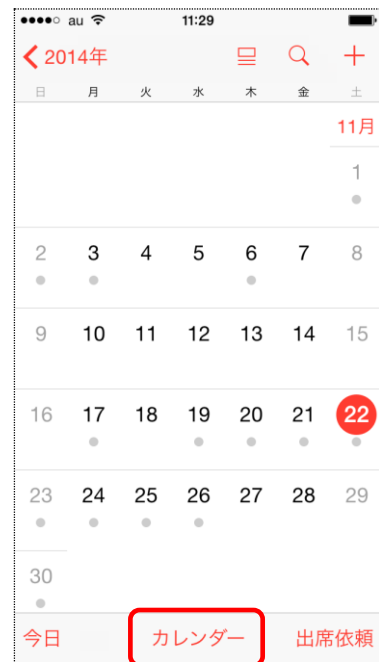 au 11:29
2014年
日 月 火 水 木 金 土
11月
1
2 3 4 5 6 7 8
9 10 11 12 13 14 15
16 17 18 19 20 21 22
23 24 25 26 27 28 29
30
今日 カレンダー 出席依頼